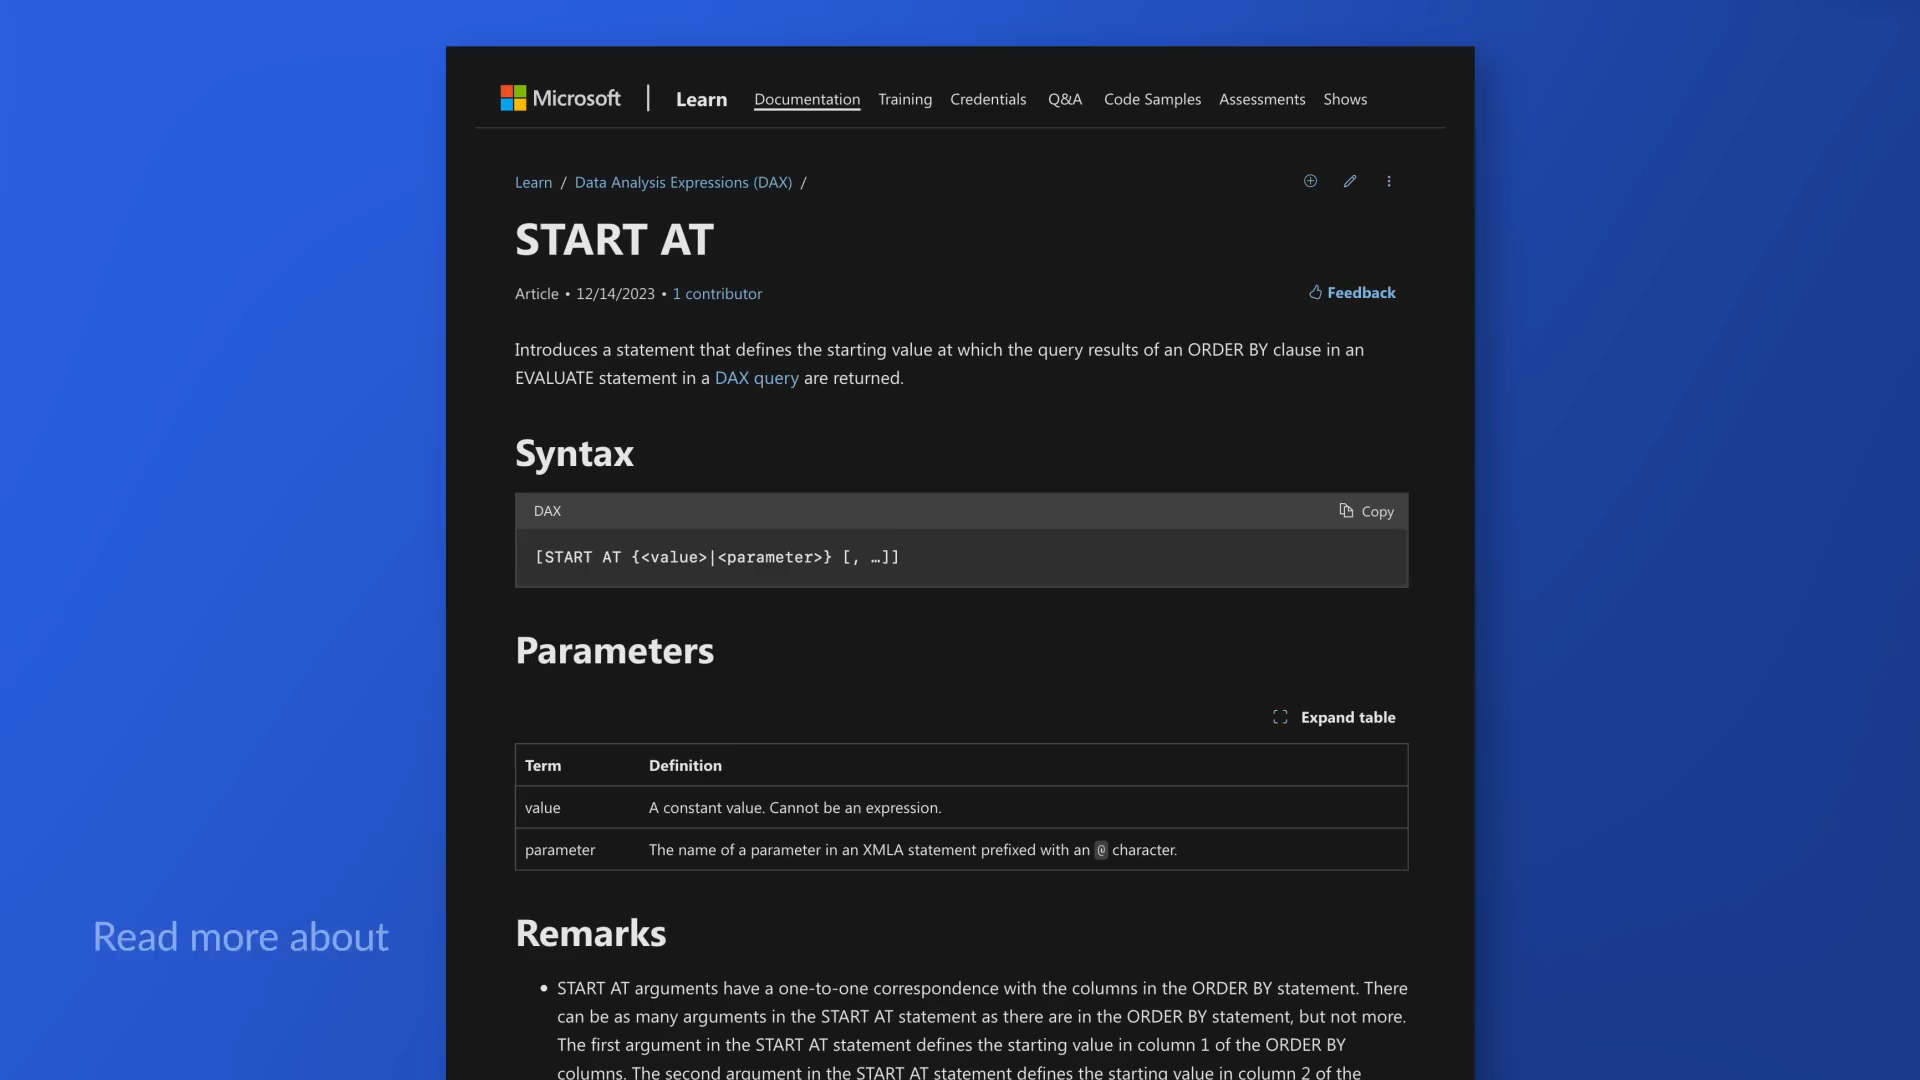 Microsoft | Learn Documentation Training Credentials Q&A Code Samples Assessments Shows
Learn / Data Analysis Expressions (DAX) /
START AT
Article • 12/14/2023 • 1 contributor
Feedback
Introduces a statement that defines the starting value at which the query results of an ORDER BY clause in an
EVALUATE statement in a DAX query are returned.
Syntax
DAX
Copy
[START AT {<value>|<parameter>} [, …]]
Parameters
Expand table
Term Definition
value A constant value. Cannot be an expression.
parameter The name of a parameter in an XMLA statement prefixed with an @ character.
Read more about
Remarks
• START AT arguments have a one-to-one correspondence with the columns in the ORDER BY statement. There
can be as many arguments in the START AT statement as there are in the ORDER BY statement, but not more.
The first argument in the START AT statement defines the starting value in column 1 of the ORDER BY
columns. The second argument in the START AT statement defines the starting value in column 2 of the